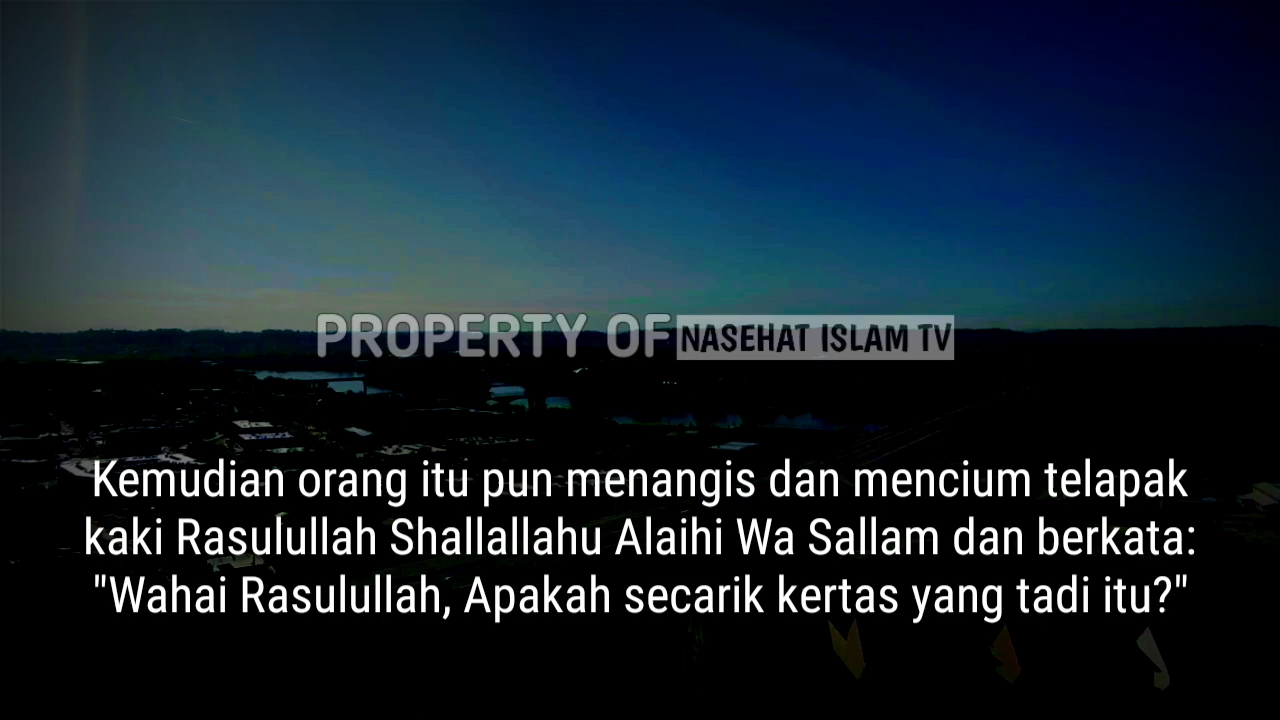 PROPERTY OF NASEHAT ISLAM TV
Kemudian orang itu pun menangis dan mencium telapak
kaki Rasulullah Shallallahu Alaihi Wa Sallam dan berkata:
"Wahai Rasulullah, Apakah secarik kertas yang tadi itu?"